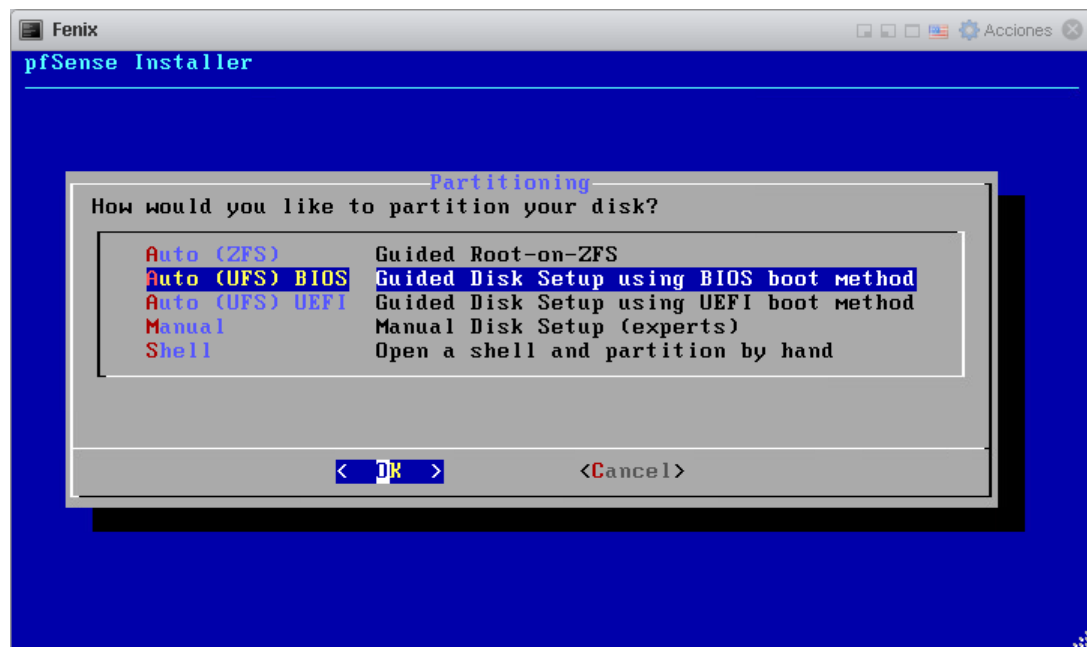 Fenix
Acciones
pfSense Installer
Partitioning
How would you like to partition your disk?
Auto (ZFS) Guided Root-on-ZFS
Auto (UFS) BIOS Guided Disk Setup using BIOS boot method
Auto (UFS) UEFI Guided Disk Setup using UEFI boot method
Manual Manual Disk Setup (experts)
Shell Open a shell and partition by hand
< OK > <Cancel>